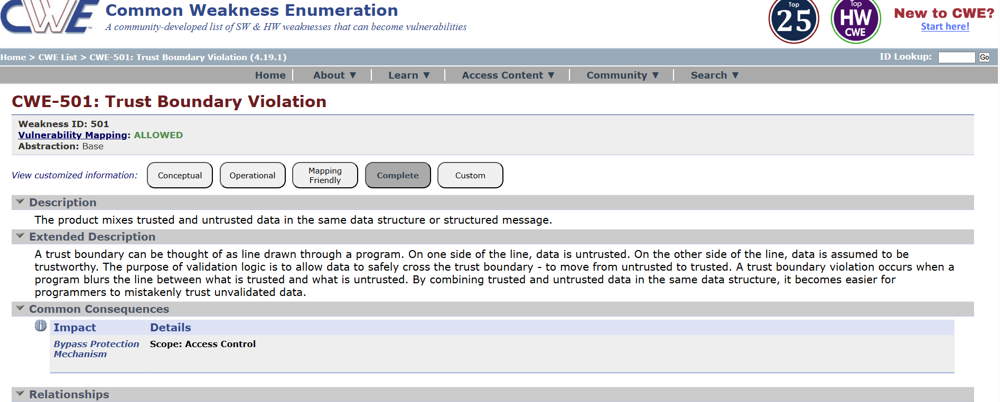 CWE™
Common Weakness Enumeration
A community-developed list of SW & HW weaknesses that can become vulnerabilities
Top
25
Top
HW
CWE
New to CWE?
Start here!
Home > CWE List > CWE-501: Trust Boundary Violation (4.19.1)
ID Lookup:
Go
Home
About ▼
Learn ▼
Access Content ▼
Community ▼
Search ▼
CWE-501: Trust Boundary Violation
Weakness ID: 501
Vulnerability Mapping: ALLOWED
Abstraction: Base
View customized information:
Conceptual
Operational
Mapping
Friendly
Complete
Custom
Description
The product mixes trusted and untrusted data in the same data structure or structured message.
Extended Description
A trust boundary can be thought of as line drawn through a program. On one side of the line, data is untrusted. On the other side of the line, data is assumed to be
trustworthy. The purpose of validation logic is to allow data to safely cross the trust boundary - to move from untrusted to trusted. A trust boundary violation occurs when a
program blurs the line between what is trusted and what is untrusted. By combining trusted and untrusted data in the same data structure, it becomes easier for
programmers to mistakenly trust unvalidated data.
Common Consequences
i
Impact
Details
Bypass Protection
Mechanism
Scope: Access Control
Relationships